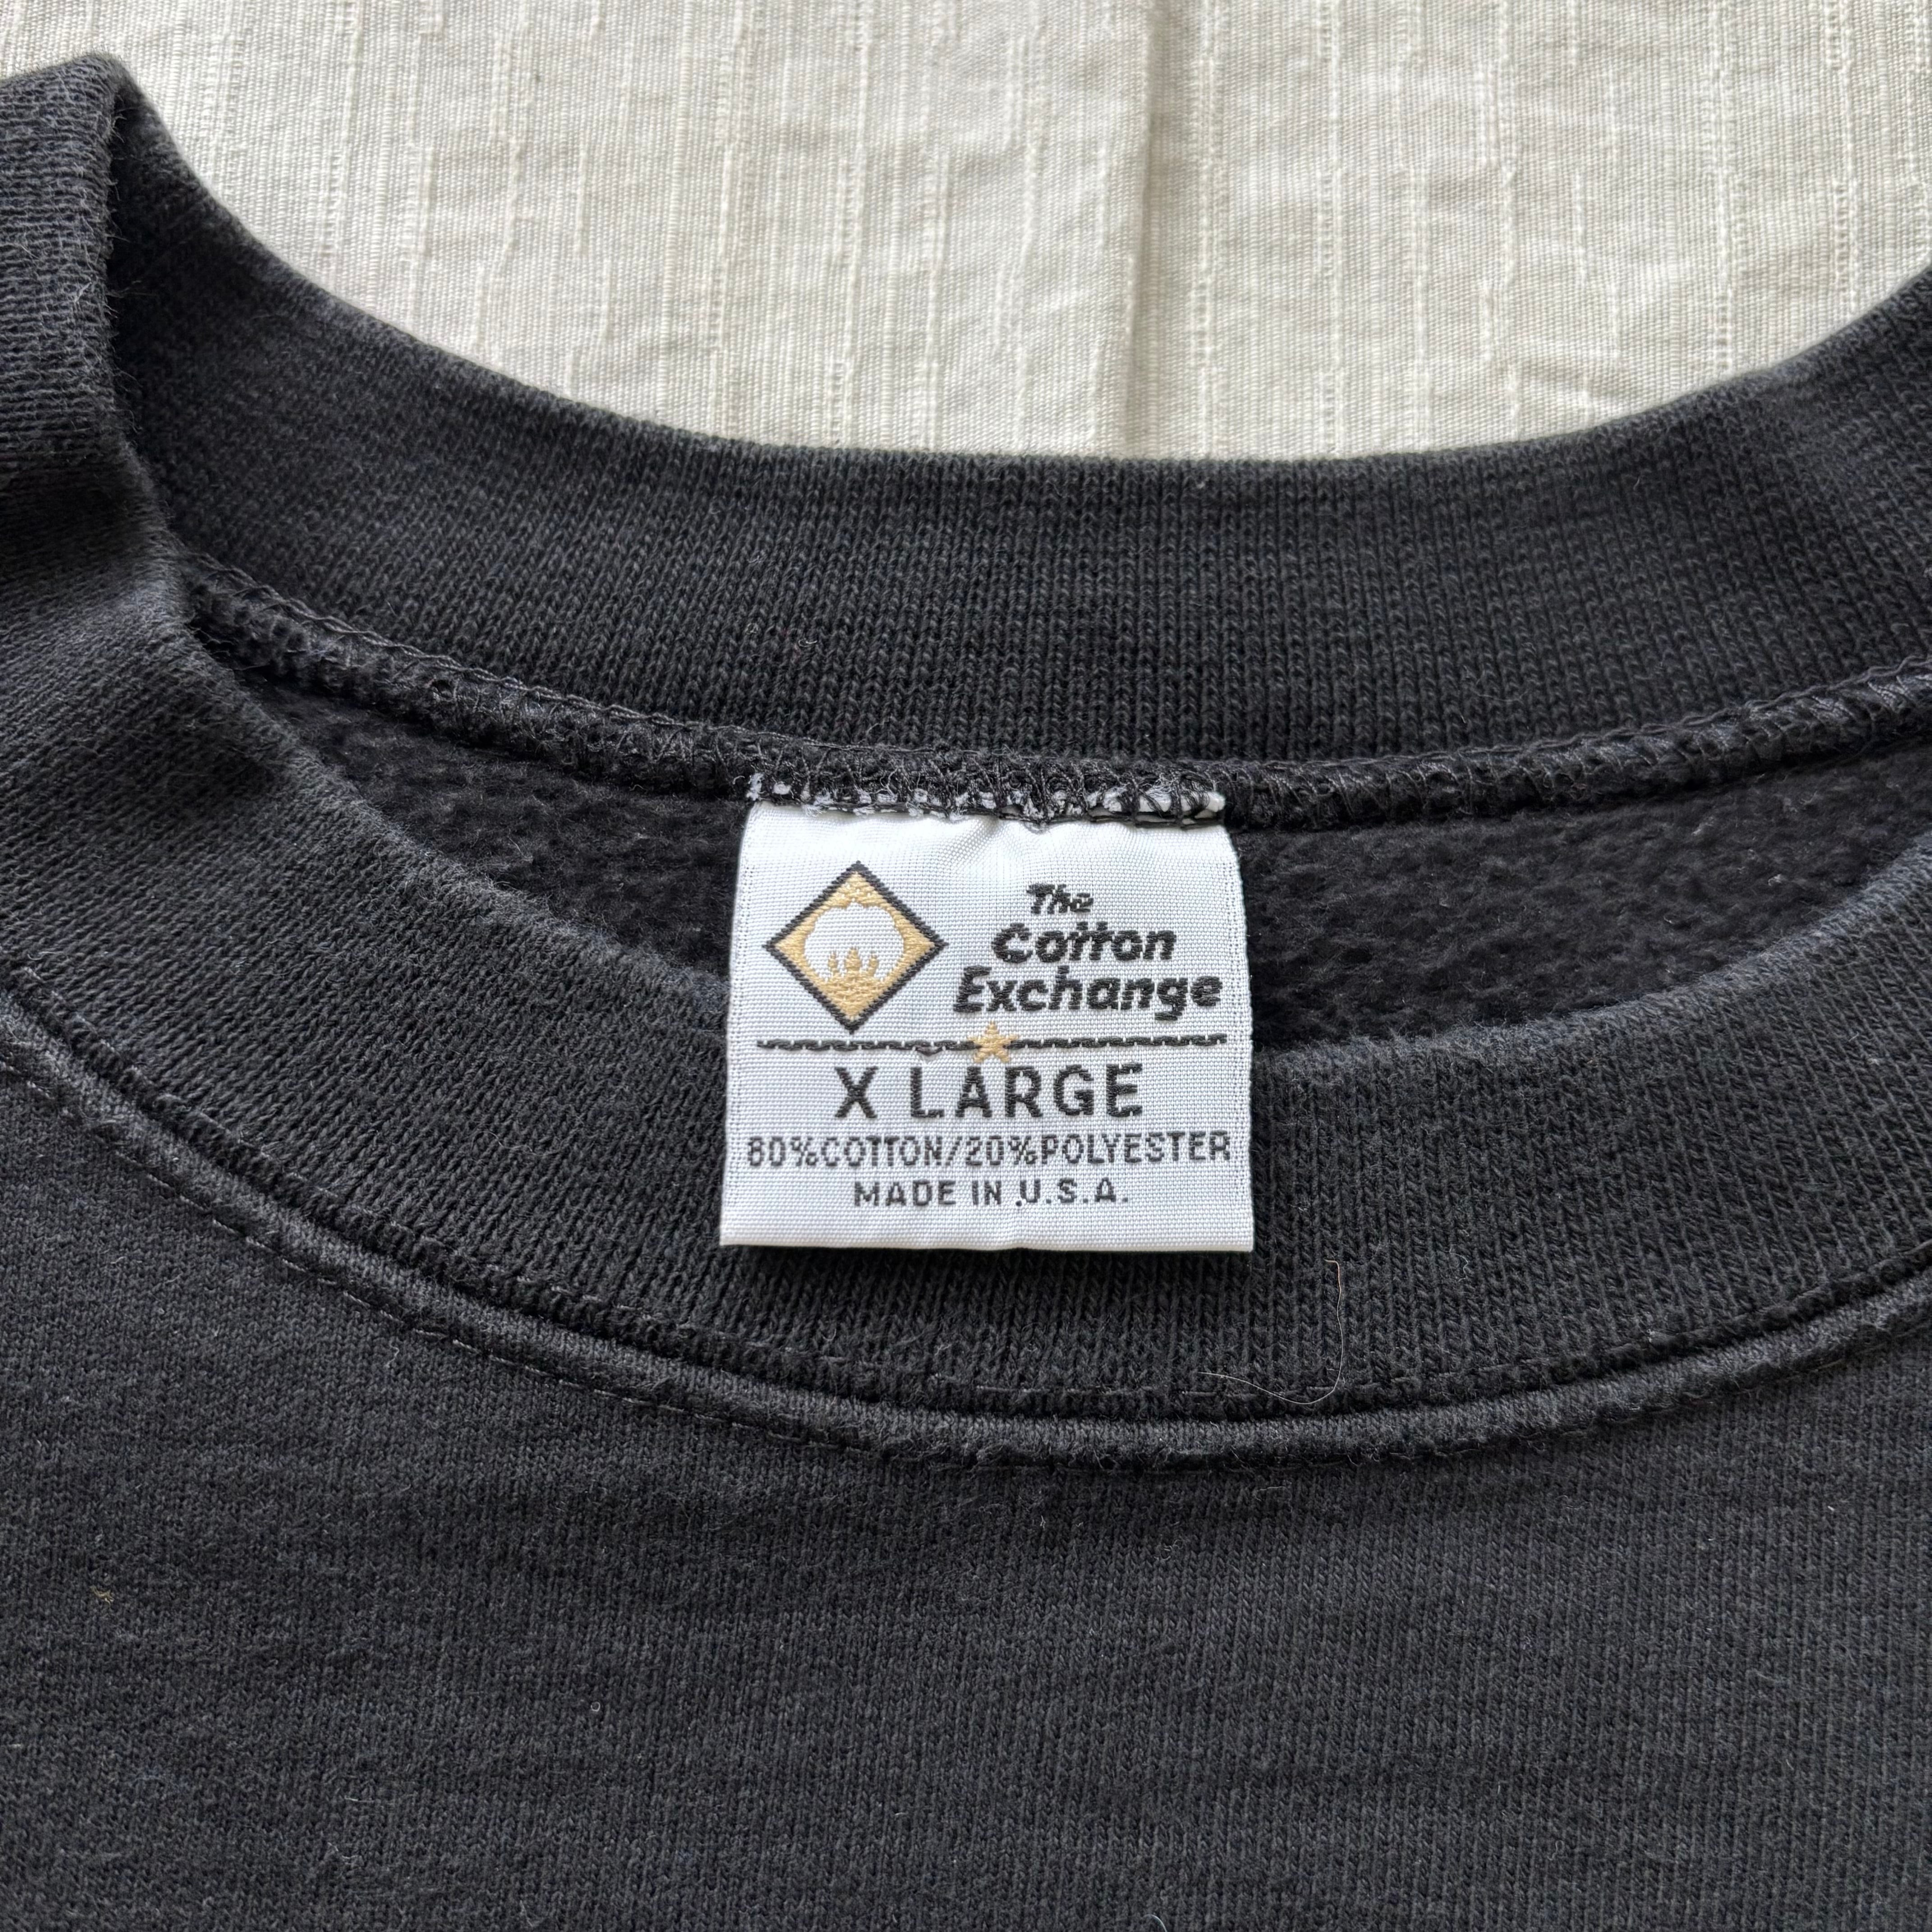 The
Cotton
Exchange
X LARGE
80%COTTON/20%POLYESTER
MADE IN U.S.A.